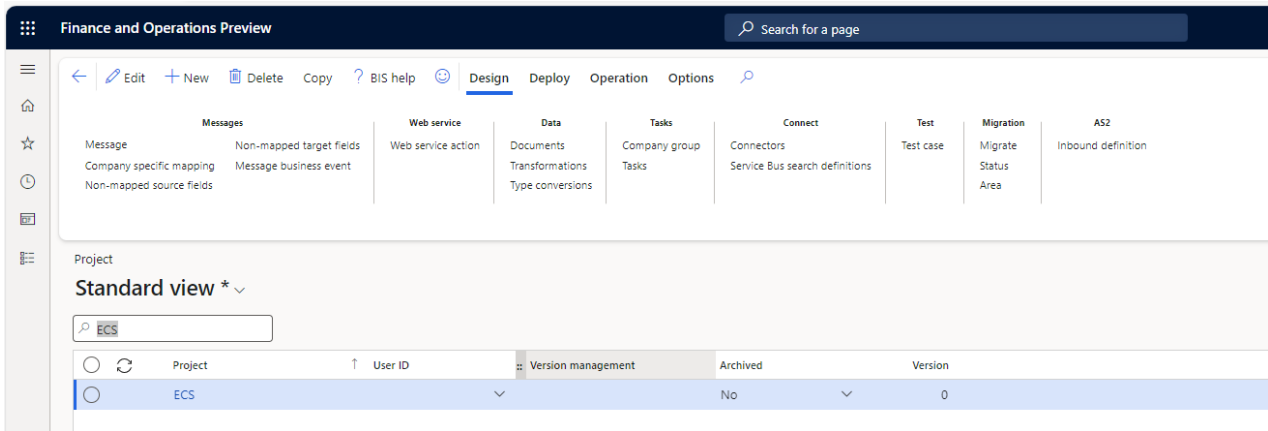 Finance and Operations Preview Search for a page
Edit New Delete Copy BIS help Design Deploy Operation Options
Messages Web service Data Tasks Connect Test Migration AS2
Message Non-mapped target fields Web service action Documents Company group Connectors Test case Migrate Inbound definition
Company specific mapping Message business event Transformations Tasks Service Bus search definitions Status
Non-mapped source fields Type conversions Area
Project
Standard view *
ECS
Project User ID Version management Archived Version
ECS No 0